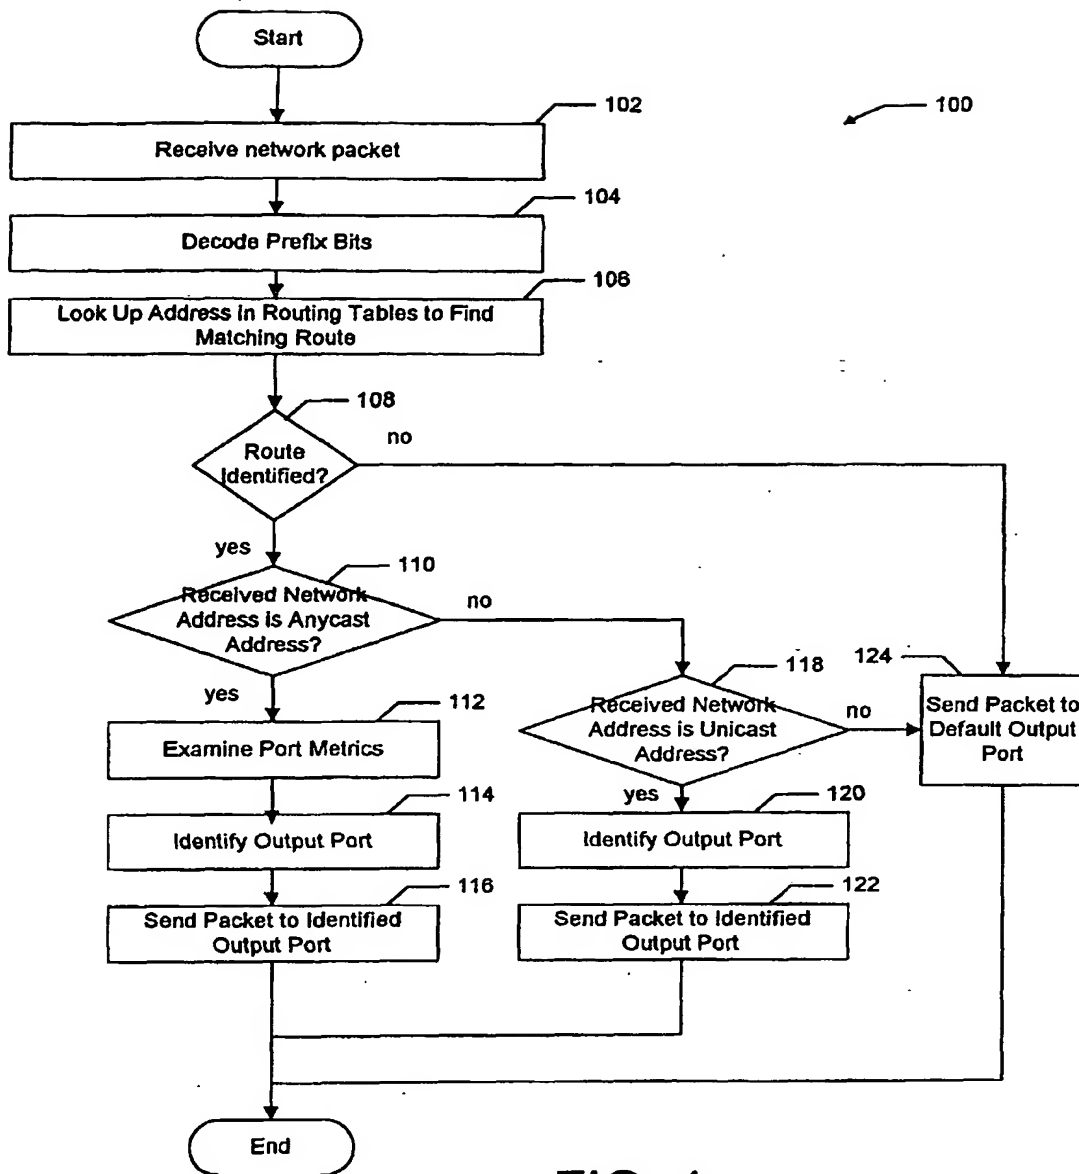 Start
102
100
Receive network packet
104
Decode Prefix Bits
106
Look Up Address in Routing Tables to Find
Matching Route
108
no
Route
Identified?
yes
110
Received Network
Address is Anycast
Address?
no
yes
118
124
Received Network
Address is Unicast
Address?
no
Send Packet to
Default Output
Port
112
Examine Port Metrics
yes
114
120
Identify Output Port
Identify Output Port
116
122
Send Packet to Identified
Output Port
Send Packet to Identified
Output Port
End